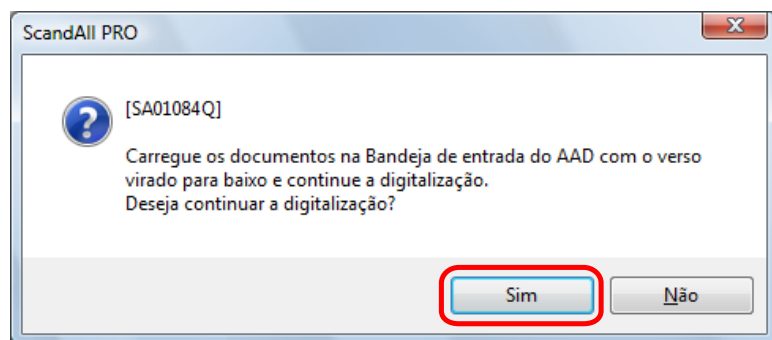 ScandAll PRO
[SA01084Q]
Carregue os documentos na Bandeja de entrada do AAD com o verso
virado para baixo e continue a digitalização.
Deseja continuar a digitalização?
Sim
Não